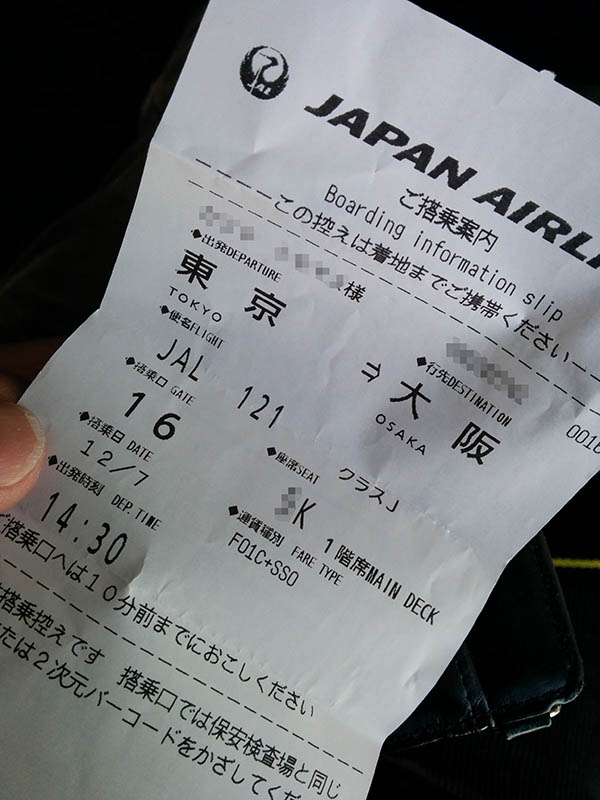 JAPAN AIRLI
ご搭乗案内
Boarding information slip
この控えは着地までご携帯ください
様
◆出発DEPARTURE
東京
TOKYO
⇒
◆行先DESTINATION
大阪
OSAKA
◆便名FLIGHT
JAL 121
クラスJ
◆搭乗口 GATE
16
◆座席SEAT
K 1階席MAIN DECK
◆搭乗日 DATE
12/7
◆運賃種別 FARE TYPE
F01C+SSO
◆出発時刻 DEP.TIME
14:30
搭乗口へは10分前までにおこしください
搭乗控えです 搭乗口では保安検査場と同じ
たは2次元バーコードをかざしてくだ